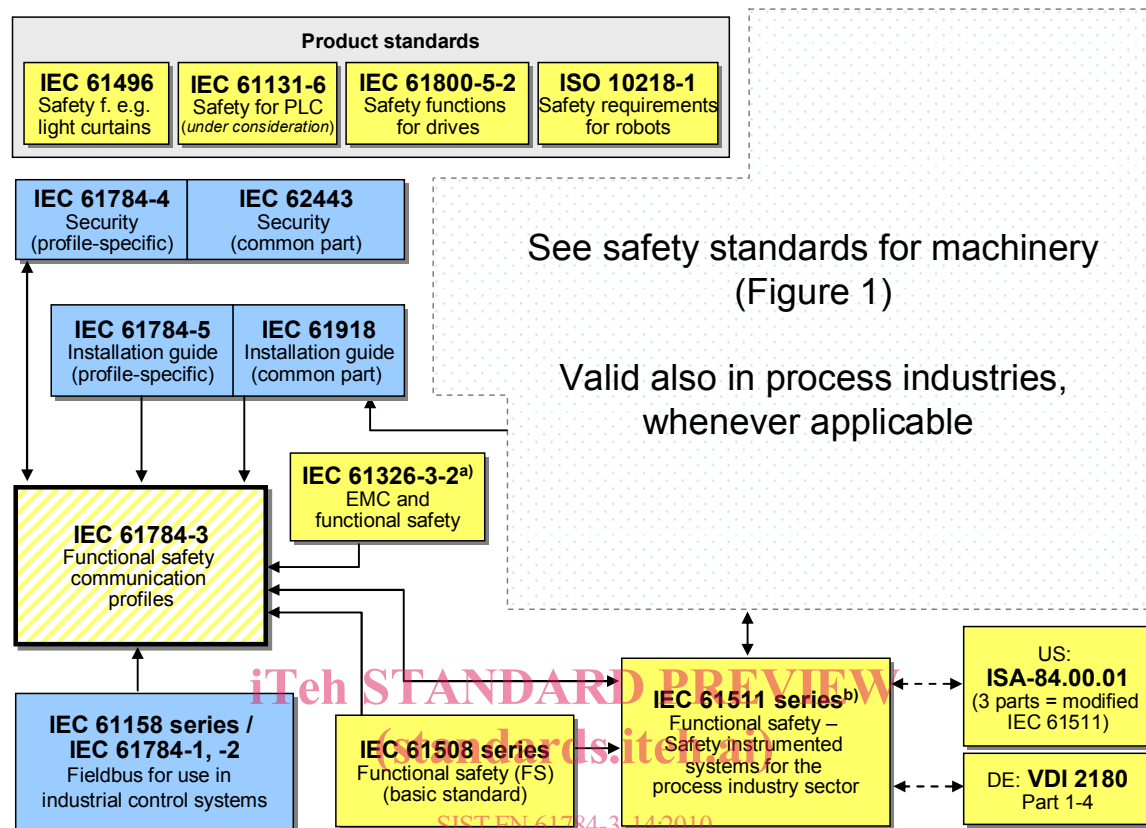 Product standards
IEC 61496
Safety f. e.g.
light curtains
IEC 61131-6
Safety for PLC
(under consideration)
IEC 61800-5-2
Safety functions
for drives
ISO 10218-1
Safety requirements
for robots
IEC 61784-4
Security
(profile-specific)
IEC 62443
Security
(common part)
See safety standards for machinery
(Figure 1)
Valid also in process industries,
whenever applicable
IEC 61784-5
Installation guide
(profile-specific)
IEC 61918
Installation guide
(common part)
IEC 61326-3-2a)
EMC and
functional safety
IEC 61784-3
Functional safety
communication
profiles
iTeh STANDARD PREVIEW
(standards.iteh.ai)
SIST EN 61784-3-14:2010
IEC 61158 series /
IEC 61784-1, -2
Fieldbus for use in
industrial control systems
IEC 61508 series
Functional safety (FS)
(basic standard)
IEC 61511 seriesb)
Functional safety –
Safety instrumented
systems for the
process industry sector
US:
ISA-84.00.01
(3 parts = modified
IEC 61511)
DE: VDI 2180
Part 1-4